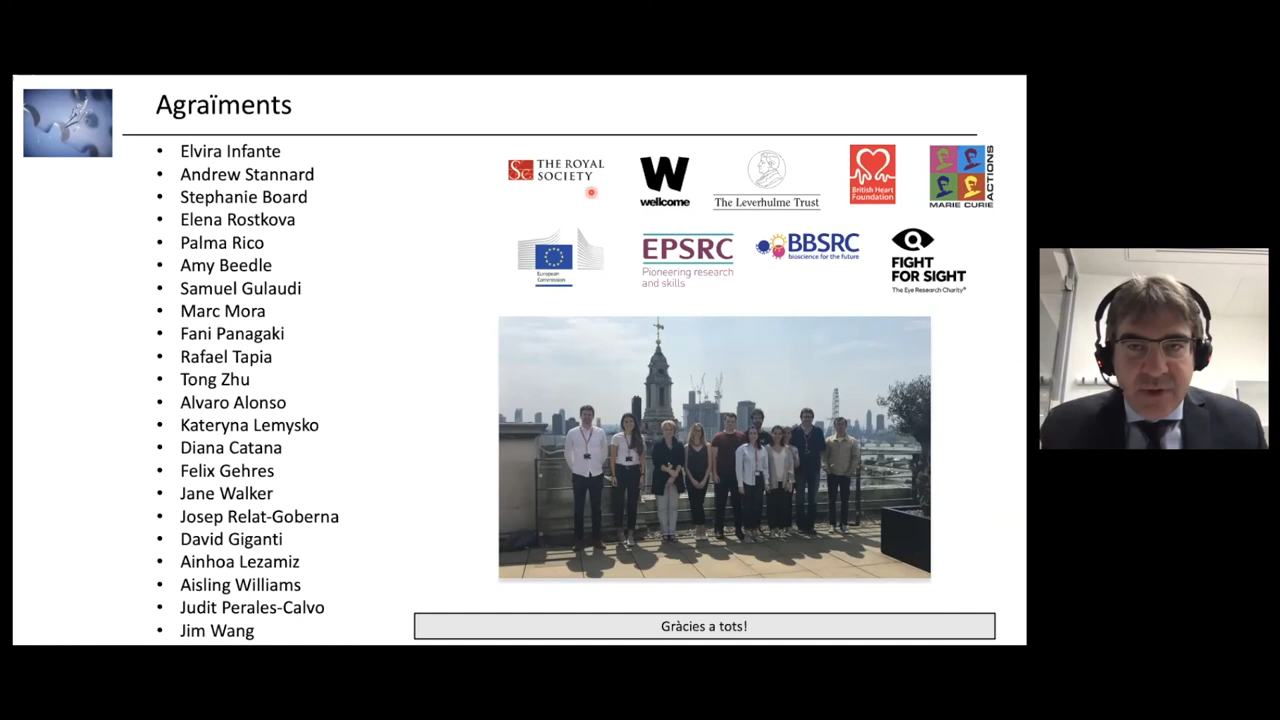 Agraïments
• Elvira Infante
• Andrew Stannard
• Stephanie Board
• Elena Rostkova
• Palma Rico
• Amy Beedle
• Samuel Gulaudi
• Marc Mora
• Fani Panagaki
• Rafael Tapia
• Tong Zhu
• Alvaro Alonso
• Kateryna Lemysko
• Diana Catana
• Felix Gehres
• Jane Walker
• Josep Relat-Goberna
• David Giganti
• Ainhoa Lezamiz
• Aisling Williams
• Judit Perales-Calvo
• Jim Wang
THE ROYAL
SOCIETY
W
wellcome
The Leverhulme Trust
British Heart
Foundation
MARIE CURIE
ACTIONS
European
Commission
EPSRC
Pioneering research
and skills
BBSRC
bioscience for the future
FIGHT
FOR SIGHT
The Eye Research Charity®
Gràcies a tots!